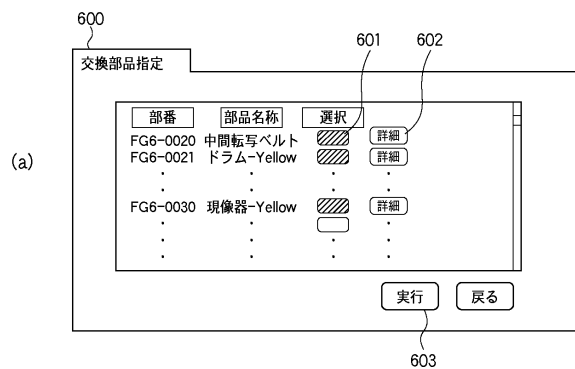 600
交換部品指定
601
602
部番 部品名称 選択
FG6-0020 中間転写ベルト 詳細
FG6-0021 ドラム-Yellow 詳細
(a)
FG6-0030 現像器-Yellow 詳細
実行 戻る
603